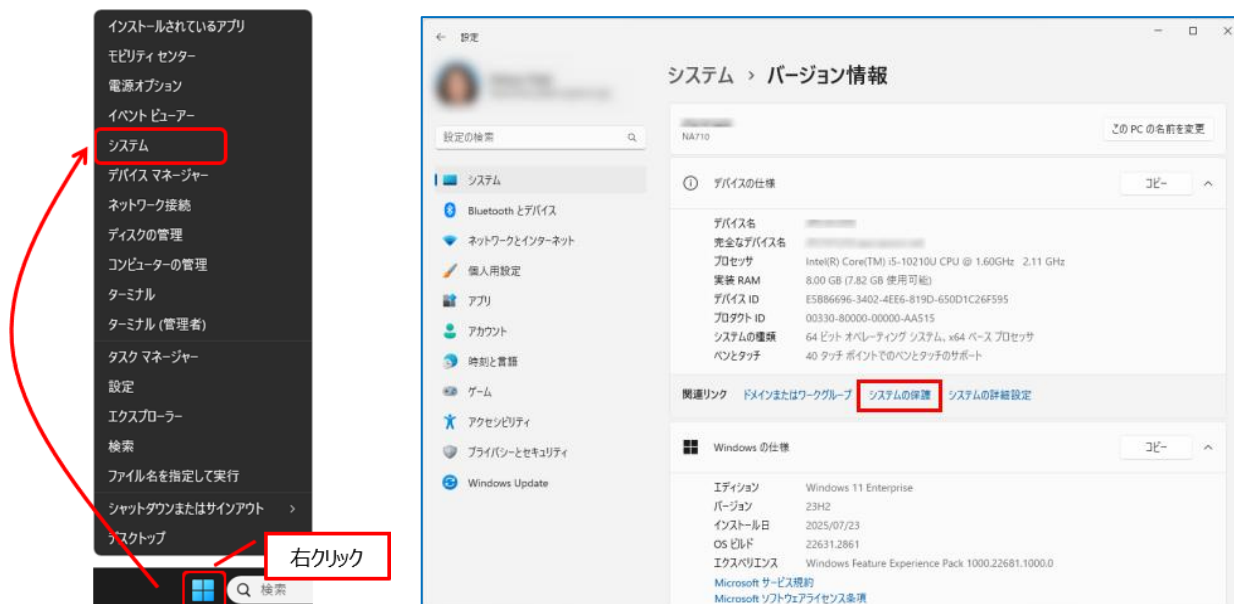 インストールされているアプリ
モビリティ センター
電源オプション
イベント ビューアー
システム
デバイス マネージャー
ネットワーク接続
ディスクの管理
コンピューターの管理
ターミナル
ターミナル (管理者)
タスク マネージャー
設定
エクスプローラー
検索
ファイル名を指定して実行
シャットダウンまたはサインアウト
デスクトップ
右クリック
検索
設定
設定の検索
システム
Bluetooth とデバイス
ネットワークとインターネット
個人用設定
アプリ
アカウント
時刻と言語
ゲーム
アクセシビリティ
プライバシーとセキュリティ
Windows Update
システム › バージョン情報
NA710
この PC の名前を変更
デバイスの仕様
コピー
デバイス名
完全なデバイス名
プロセッサ Intel(R) Core(TM) i5-10210U CPU @ 1.60GHz 2.11 GHz
実装 RAM 8.00 GB (7.82 GB 使用可能)
デバイス ID E5B86696-3402-4EE6-819D-650D1C26F595
プロダクト ID 00330-80000-00000-AA515
システムの種類 64 ビット オペレーティング システム、x64 ベース プロセッサ
ペンとタッチ 40 タッチ ポイントでのペンとタッチのサポート
関連リンク ドメインまたはワークグループ システムの保護 システムの詳細設定
Windows の仕様
コピー
エディション Windows 11 Enterprise
バージョン 23H2
インストール日 2025/07/23
OS ビルド 22631.2861
エクスペリエンス Windows Feature Experience Pack 1000.22681.1000.0
Microsoft サービス規約
Microsoft ソフトウェアライセンス条項